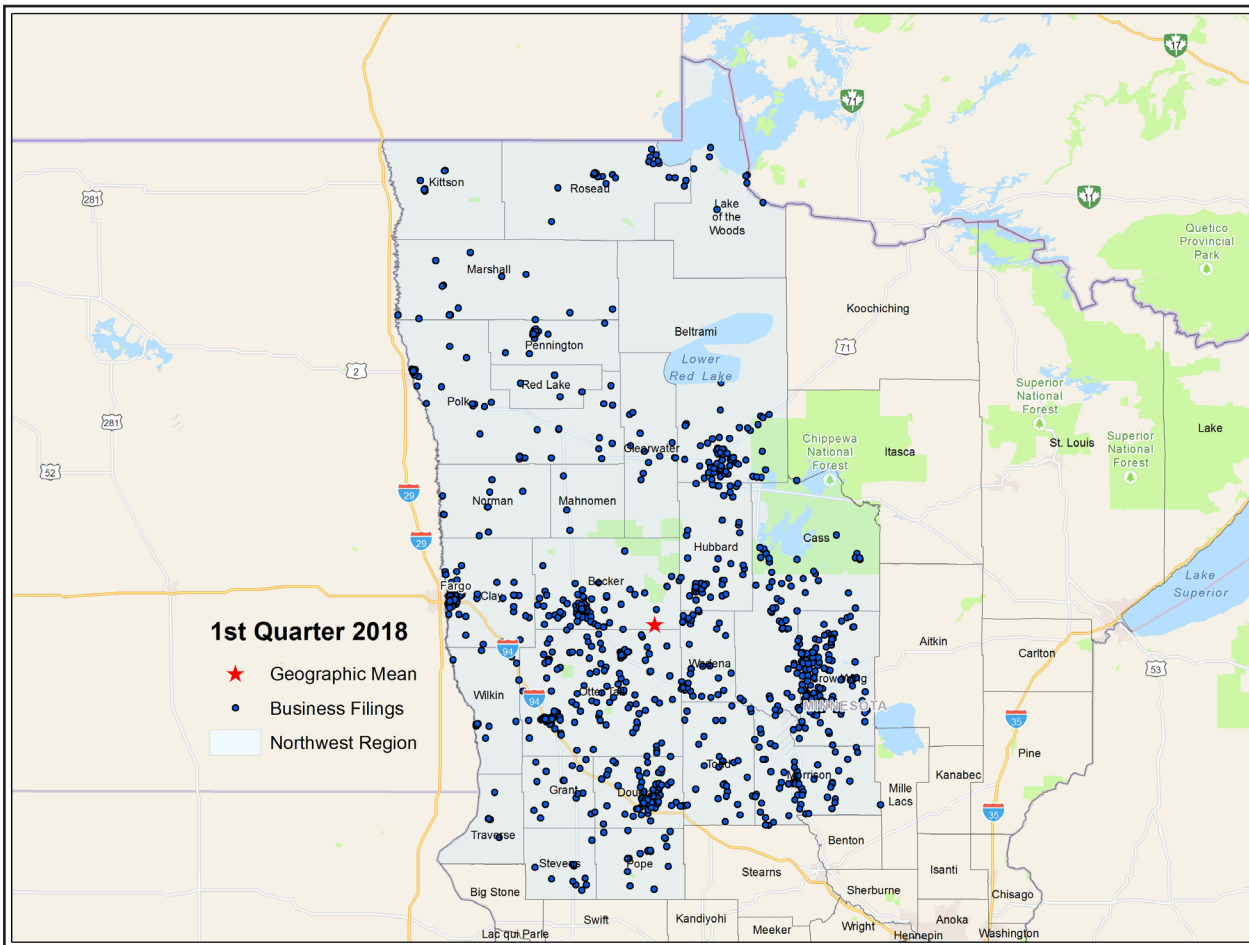 17
71
11
281
Kittson
Roseau
Lake
of the
Woods
Quetico
Provincial
Park
Marshall
Koochiching
Beltrami
Pennington
71
Lower
Red Lake
2
Red Lake
Superior
National
Forest
Polk
281
Lake
Clearwater
Chippewa
National
Forest
Itasca
St. Louis
Superior
National
Forest
52
29
Norman
Mahnomen
29
Cass
Hubbard
Becker
Lake
Superior
Fargo
Clay
1st Quarter 2018
Geographic Mean
Business Filings
Northwest Region
94
Aitkin
Carlton
53
Wadena
Crow Wing
Wilkin
94
Otter Tail
MINNESOTA
35
Pine
Todd
Morrison
Kanabec
Grant
Douglas
Mille
Lacs
35
Traverse
Benton
Stevens
Pope
Stearns
Isanti
Big Stone
Sherburne
Chisago
Swift
Kandiyohi
Anoka
Meeker
Wright
Lac qui Parle
Hennepin
Washington